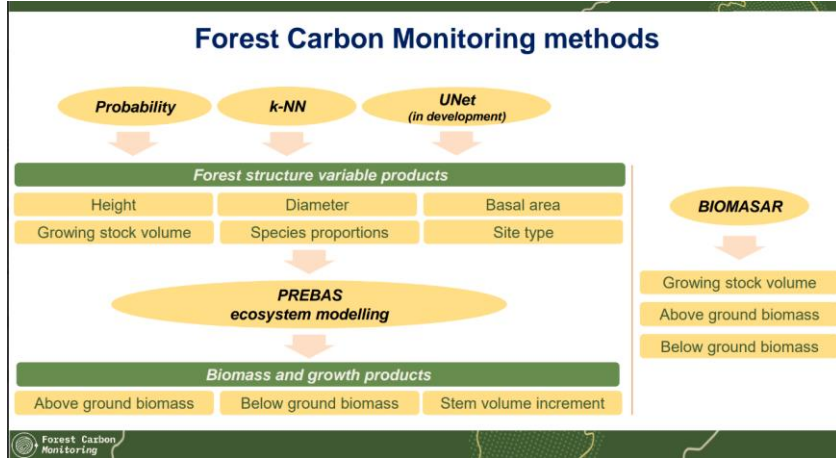 Forest Carbon Monitoring methods
Probability
k-NN
UNet
(in development)
Forest structure variable products
Height
Diameter
Basal area
Growing stock volume
Species proportions
Site type
PREBAS
ecosystem modelling
Biomass and growth products
Above ground biomass
Below ground biomass
Stem volume increment
BIOMASAR
Growing stock volume
Above ground biomass
Below ground biomass
Forest Carbon
Monitoring